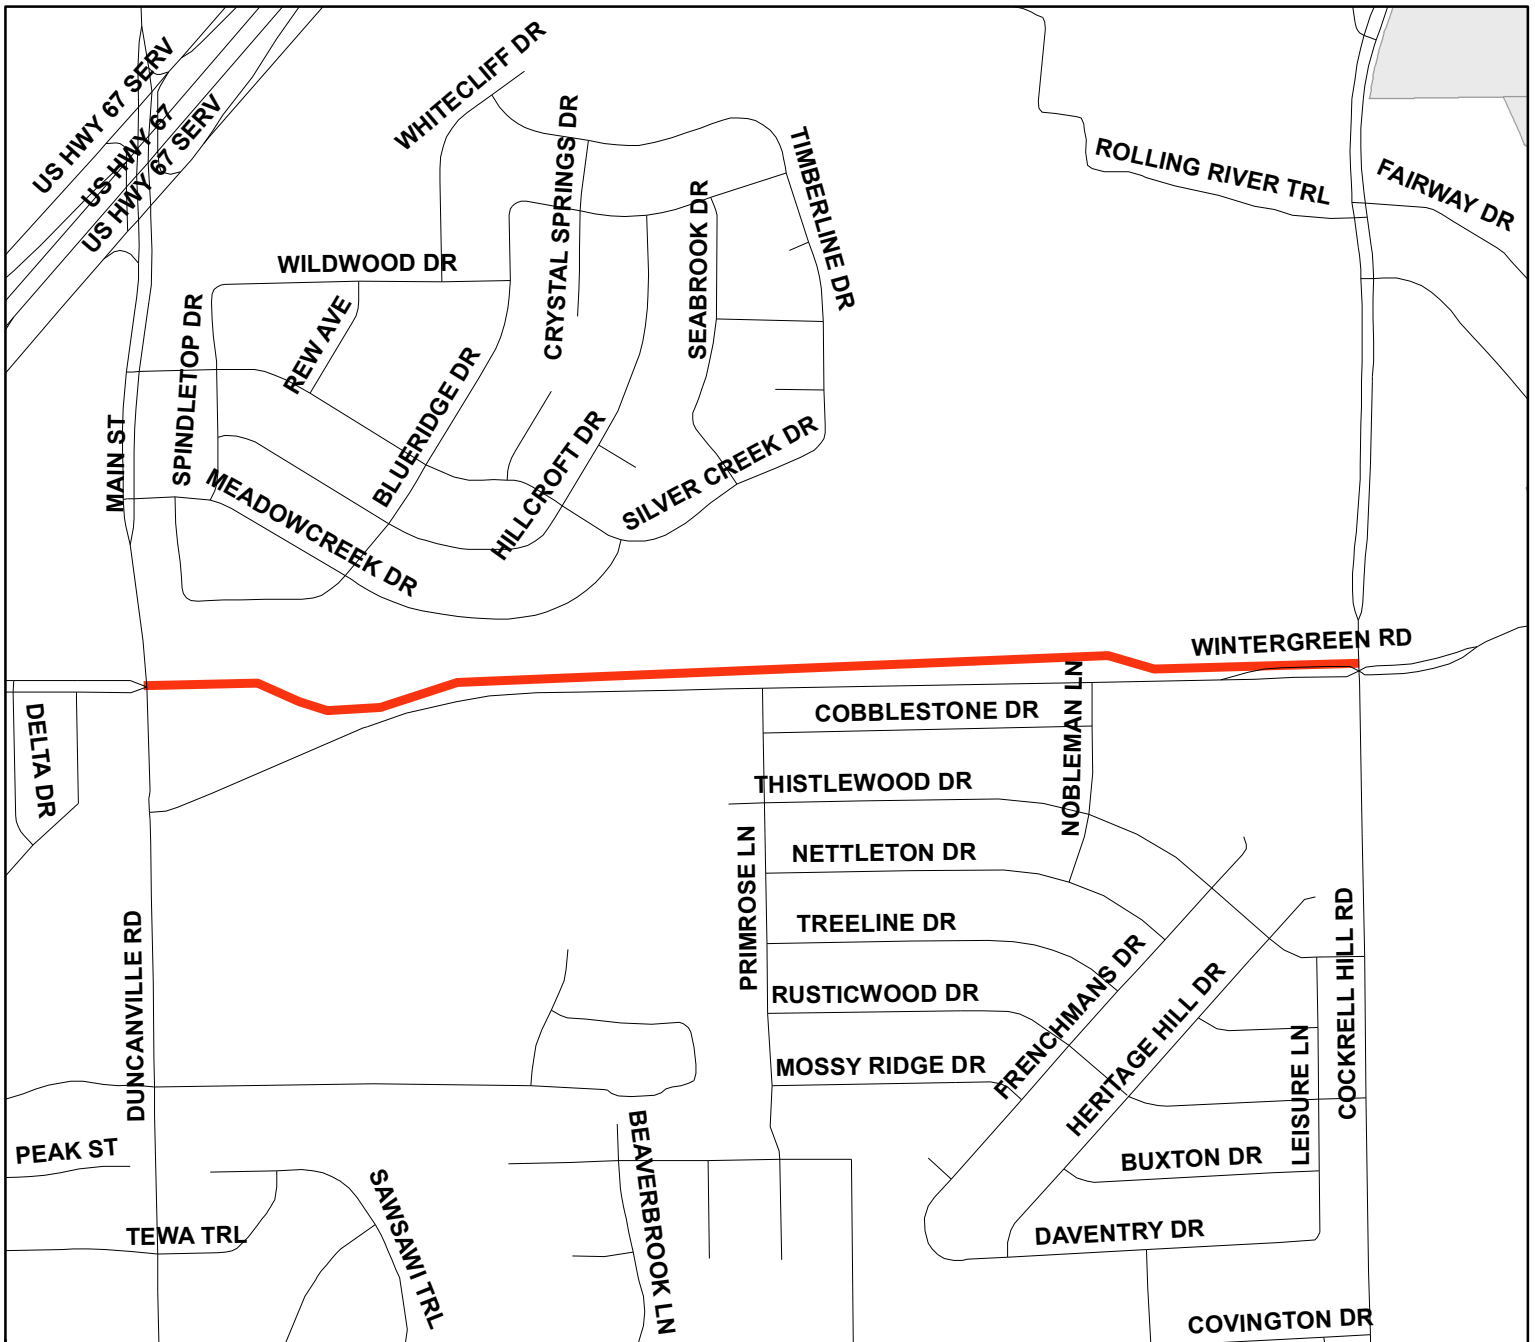 US HWY 67 SERV
US HWY 67
US HWY 67 SERV
WHITECLIFF DR
CRYSTAL SPRINGS DR
TIMBERLINE DR
ROLLING RIVER TRL
FAIRWAY DR
SEABROOK DR
WILDWOOD DR
SPINDLETOP DR
REW AVE
BLUERIDGE DR
MAIN ST
HILLCROFT DR
SILVER CREEK DR
MEADOWCREEK DR
WINTERGREEN RD
DELTA DR
COBBLESTONE DR
NOBLEMAN LN
THISTLEWOOD DR
PRIMROSE LN
NETTLETON DR
TREELINE DR
DUNCANVILLE RD
COCKRELL HILL RD
RUSTICWOOD DR
FRENCHMANS DR
HERITAGE HILL DR
MOSSY RIDGE DR
LEISURE LN
PEAK ST
BEAVERBROOK LN
BUXTON DR
SAWSAWI TRL
TEWA TRL
DAVENTRY DR
COVINGTON DR